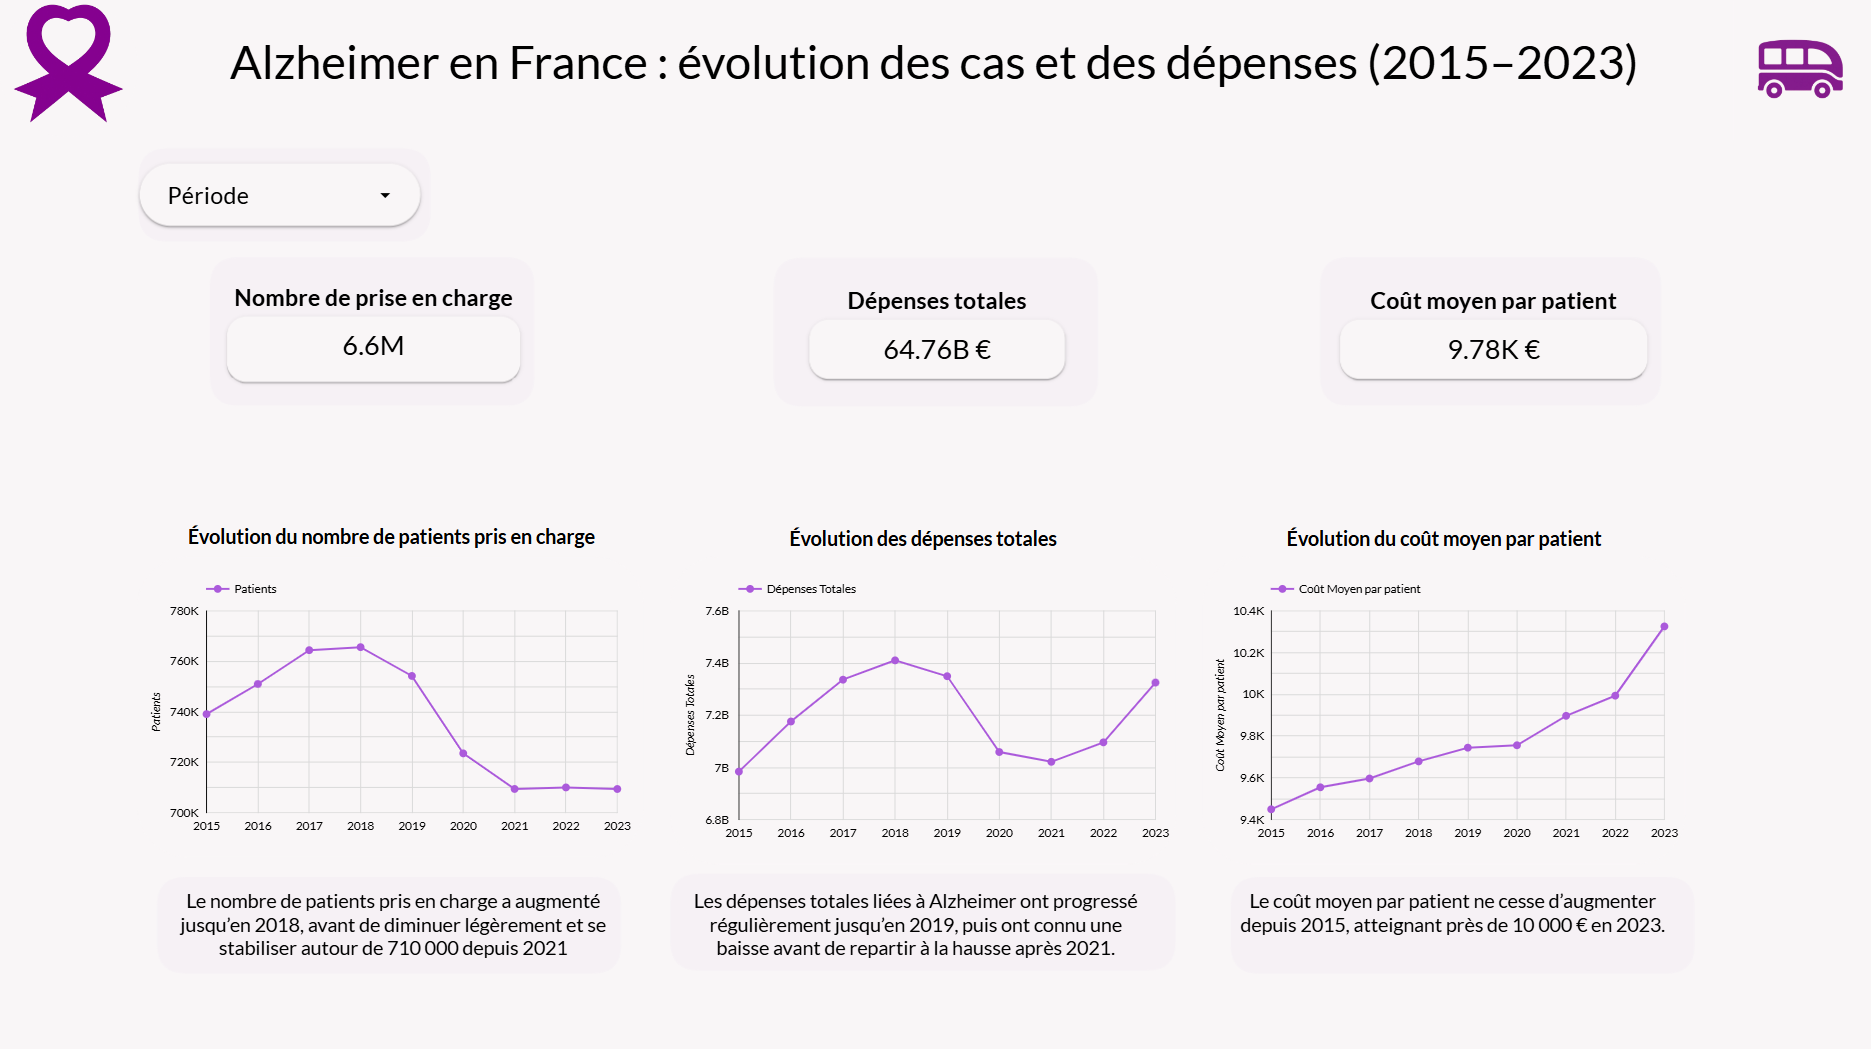 Alzheimer en France : évolution des cas et des dépenses (2015–2023)
Période
Nombre de prise en charge
6.6M
Dépenses totales
64.76B €
Coût moyen par patient
9.78K €
Évolution du nombre de patients pris en charge
Patients
780K
760K
740K
720K
700K
Patients
2015 2016 2017 2018 2019 2020 2021 2022 2023
Le nombre de patients pris en charge a augmenté
jusqu’en 2018, avant de diminuer légèrement et se
stabiliser autour de 710 000 depuis 2021
Évolution des dépenses totales
Dépenses Totales
7.6B
7.4B
7.2B
7B
6.8B
Dépenses Totales
2015 2016 2017 2018 2019 2020 2021 2022 2023
Les dépenses totales liées à Alzheimer ont progressé
régulièrement jusqu’en 2019, puis ont connu une
baisse avant de repartir à la hausse après 2021.
Évolution du coût moyen par patient
Coût Moyen par patient
10.4K
10.2K
10K
9.8K
9.6K
9.4K
Coût Moyen par patient
2015 2016 2017 2018 2019 2020 2021 2022 2023
Le coût moyen par patient ne cesse d’augmenter
depuis 2015, atteignant près de 10 000 € en 2023.